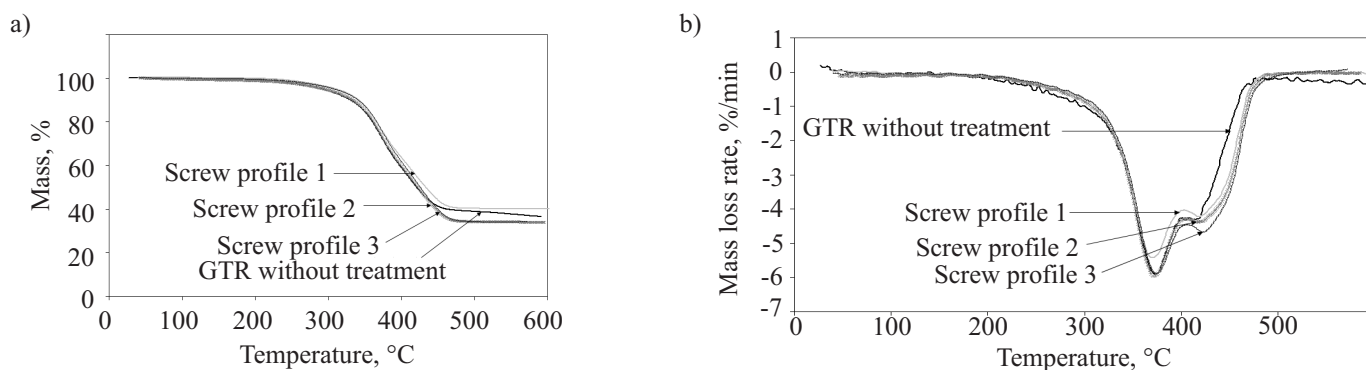 a)
100
80
60
40
20
0
Mass, %
Screw profile 1
Screw profile 2
Screw profile 3
GTR without treatment
100 200 300 400 500 600
Temperature, °C
b)
1
0
-1
-2
-3
-4
-5
-6
-7
Mass loss rate, %/min
GTR without treatment
Screw profile 1
Screw profile 2
Screw profile 3
0 100 200 300 400 500
Temperature, °C